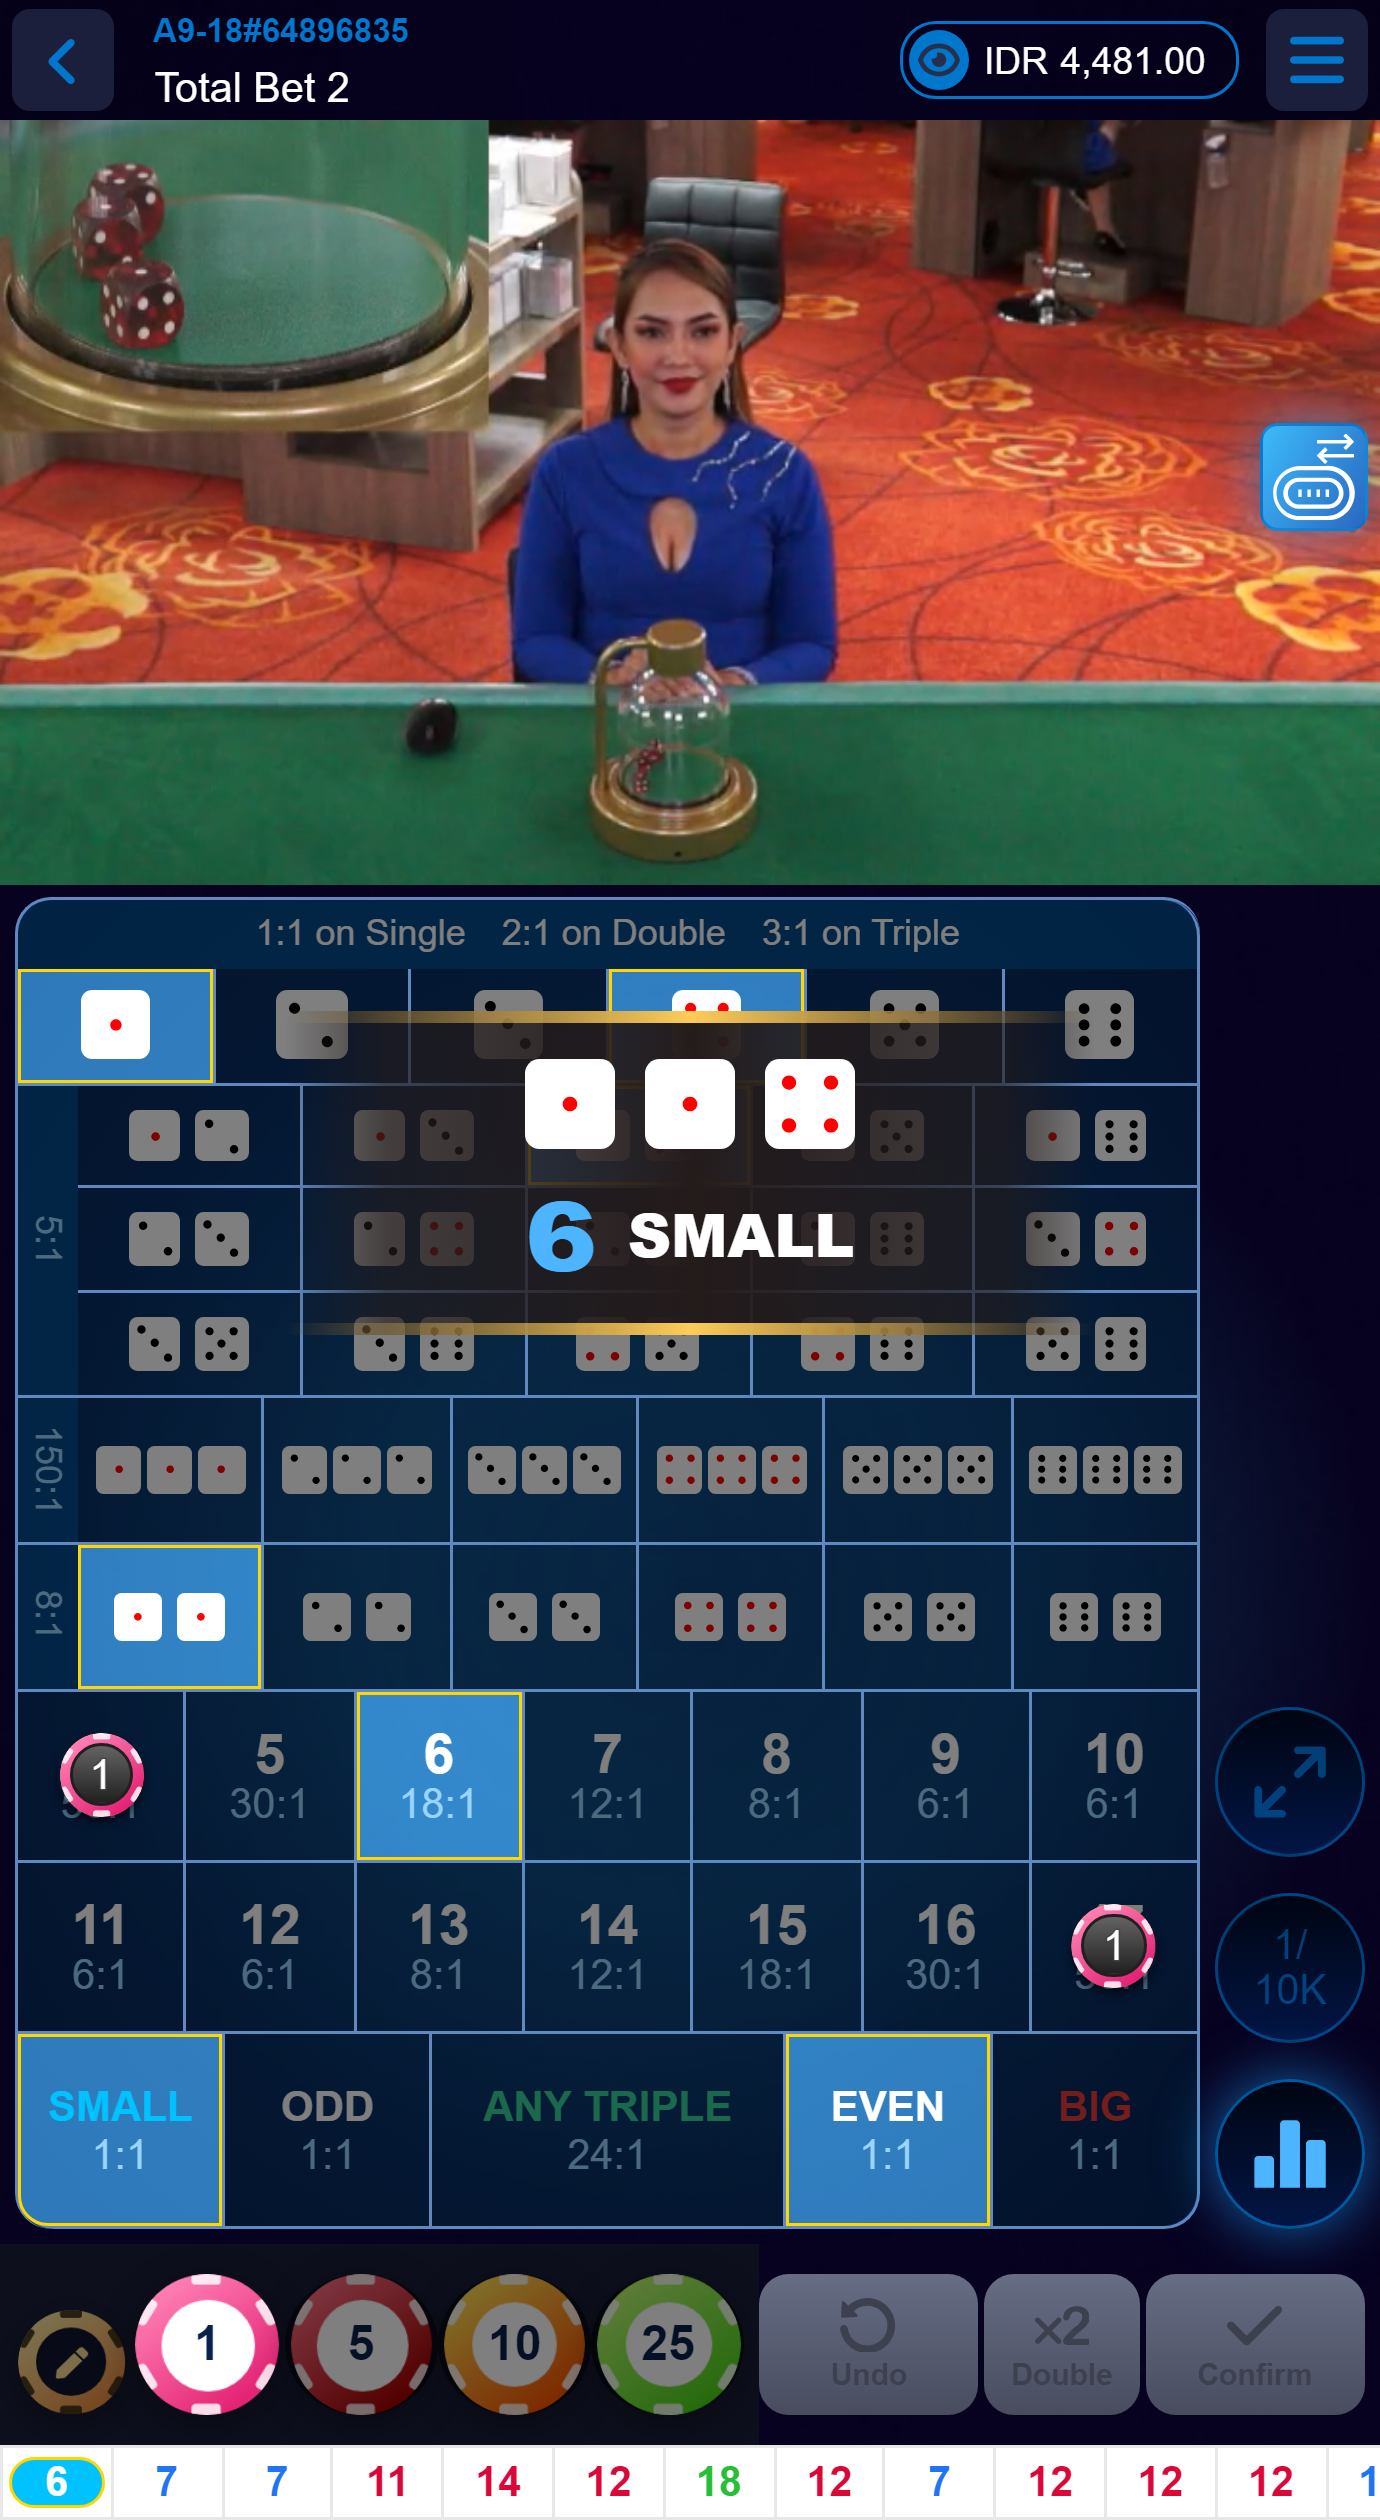 A9-18#64896835
Total Bet 2
IDR 4,481.00
1:1 on Single 2:1 on Double 3:1 on Triple
6 SMALL
5:1
150:1
8:1
1 5 6 7 8 9 10
30:1 18:1 12:1 8:1 6:1 6:1
11 12 13 14 15 16 1
6:1 6:1 8:1 12:1 18:1 30:1
1/
10K
SMALL ODD ANY TRIPLE EVEN BIG
1:1 1:1 24:1 1:1 1:1
1 5 10 25
x2
Undo Double Confirm
6 7 7 11 14 12 18 12 7 12 12 12 1